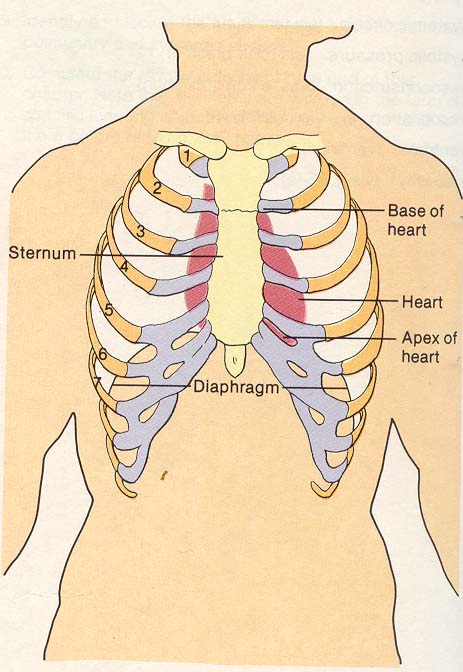 1
2
3
4
5
6
7
Sternum
Base of
heart
Heart
Apex of
heart
Diaphragm